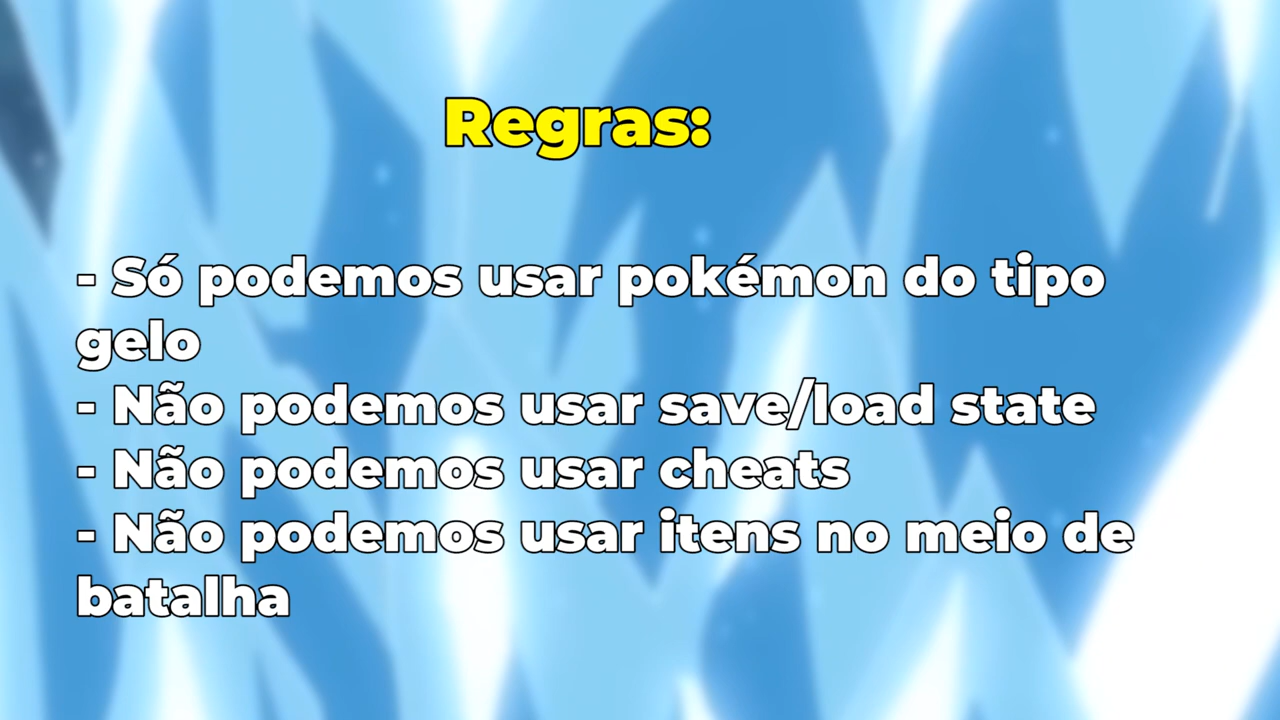 Regras:
- Só podemos usar pokémon do tipo
gelo
- Não podemos usar save/load state
- Não podemos usar cheats
- Não podemos usar itens no meio de
batalha